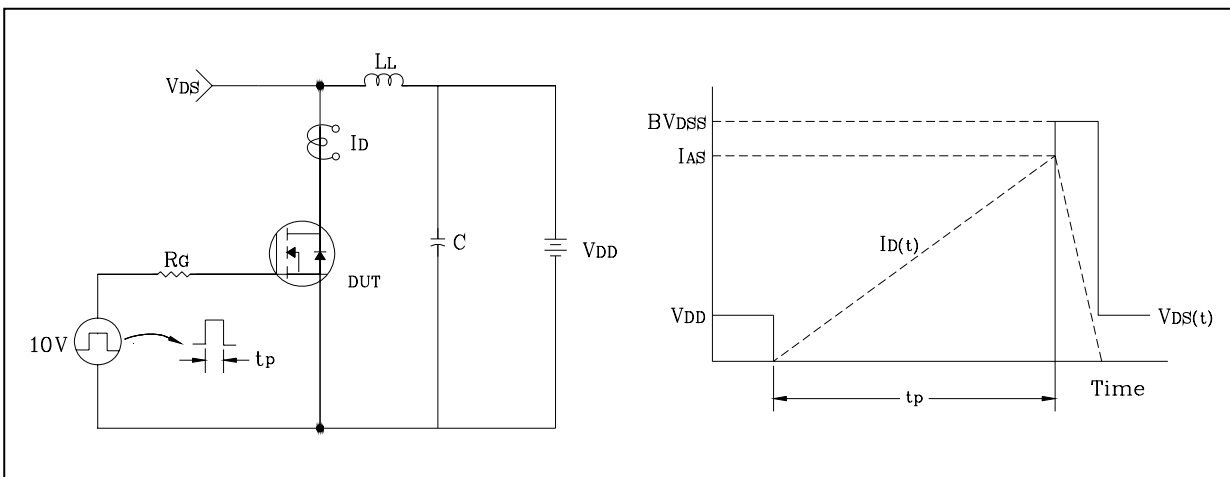 LL
VDS
ID
RG
C
VDD
DUT
10V
tp
BVDSS
IAS
ID(t)
VDD
VDS(t)
Time
tp